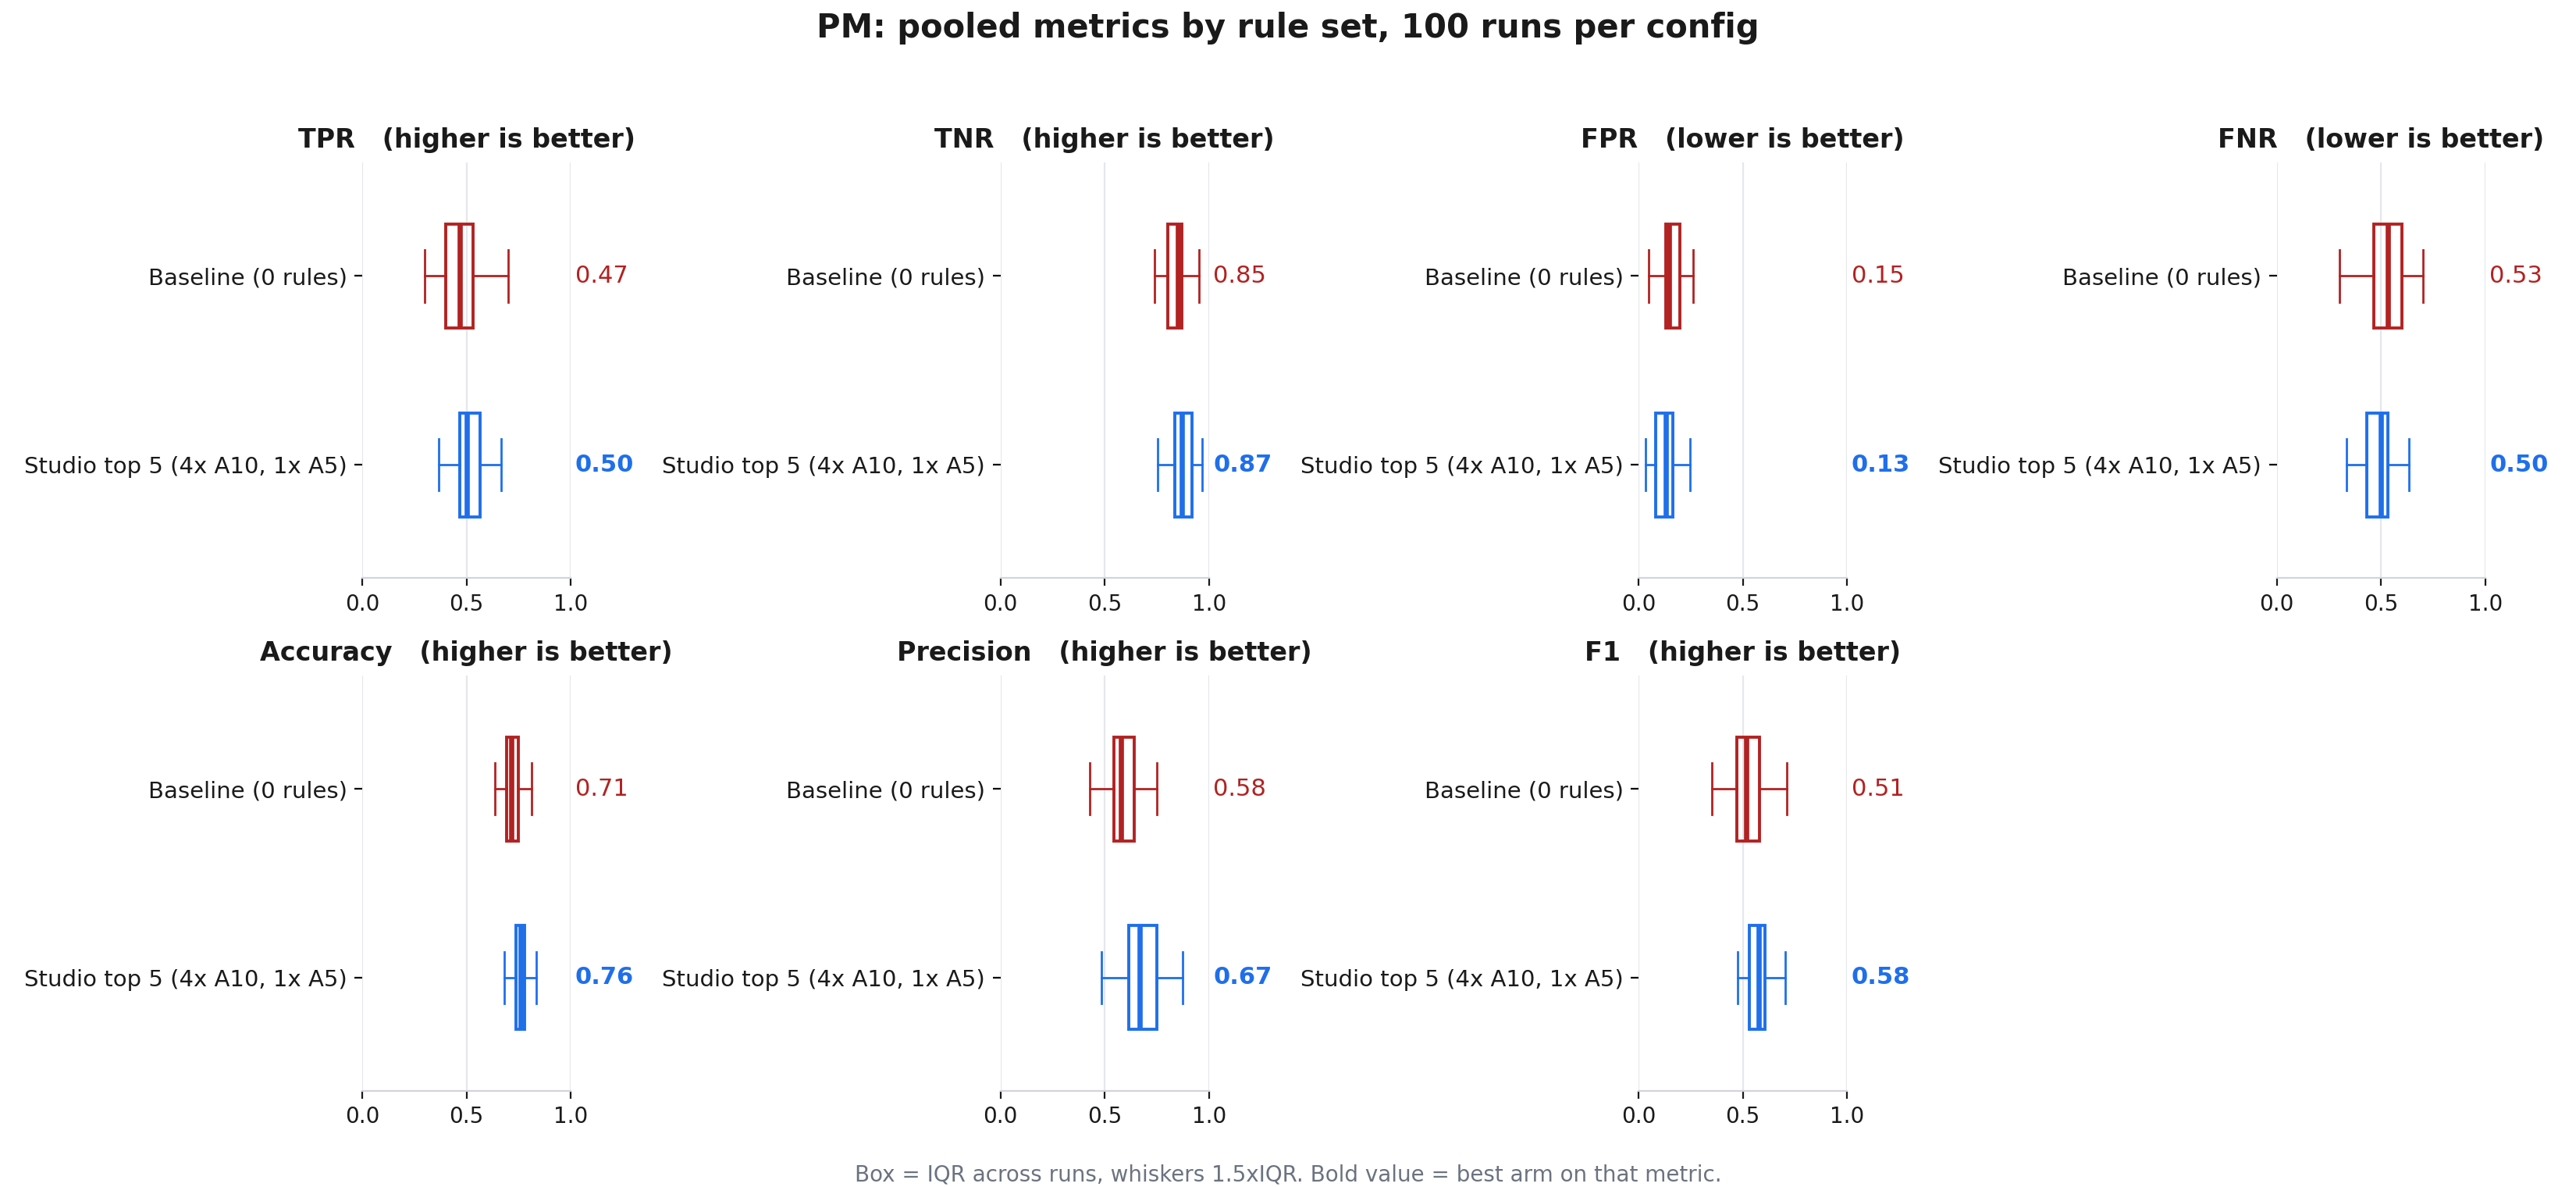 PM: pooled metrics by rule set, 100 runs per config
TPR (higher is better)
Baseline (0 rules)
0.47
Studio top 5 (4x A10, 1x A5)
0.50
0.0 0.5 1.0
TNR (higher is better)
Baseline (0 rules)
0.85
Studio top 5 (4x A10, 1x A5)
0.87
0.0 0.5 1.0
FPR (lower is better)
Baseline (0 rules)
0.15
Studio top 5 (4x A10, 1x A5)
0.13
0.0 0.5 1.0
FNR (lower is better)
Baseline (0 rules)
0.53
Studio top 5 (4x A10, 1x A5)
0.50
0.0 0.5 1.0
Accuracy (higher is better)
Baseline (0 rules)
0.71
Studio top 5 (4x A10, 1x A5)
0.76
0.0 0.5 1.0
Precision (higher is better)
Baseline (0 rules)
0.58
Studio top 5 (4x A10, 1x A5)
0.67
0.0 0.5 1.0
F1 (higher is better)
Baseline (0 rules)
0.51
Studio top 5 (4x A10, 1x A5)
0.58
0.0 0.5 1.0
Box = IQR across runs, whiskers 1.5xIQR. Bold value = best arm on that metric.